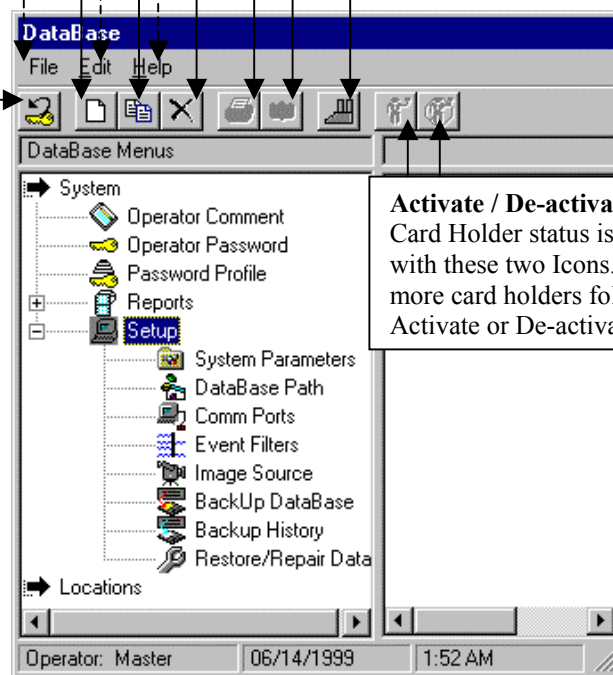 DataBase
File Edit Help
DataBase Menus
System
Operator Comment
Operator Password
Password Profile
Reports
Setup
System Parameters
DataBase Path
Comm Ports
Event Filters
Image Source
BackUp DataBase
Backup History
Restore/Repair Data
Locations
Activate / De-activa
Card Holder status is
with these two Icons.
more card holders fol
Activate or De-activa
Operator: Master 06/14/1999 1:52 AM